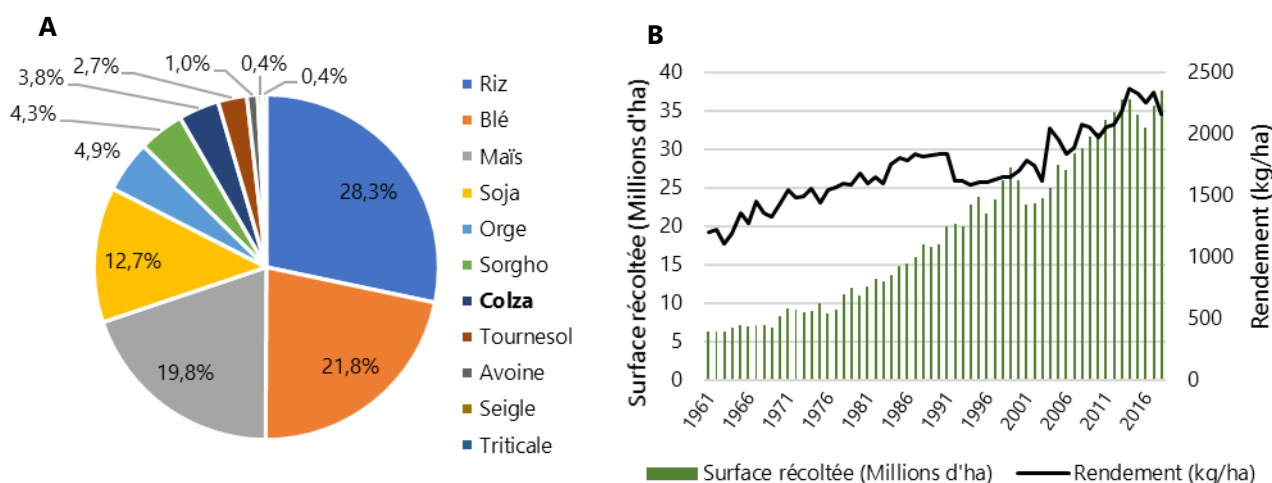 A
28,3%
21,8%
19,8%
12,7%
4,9%
4,3%
3,8%
2,7%
1,0%
0,4%
0,4%
Riz
Blé
Maïs
Soja
Orge
Sorgho
Colza
Tournesol
Avoine
Seigle
Triticale
B
Surface récoltée (Millions d'ha)
40
35
30
25
20
15
10
5
0
2500
2000
1500
1000
500
0
Rendement (kg/ha)
1961
1966
1971
1976
1981
1986
1991
1996
2001
2006
2011
2016
Surface récoltée (Millions d'ha)
Rendement (kg/ha)